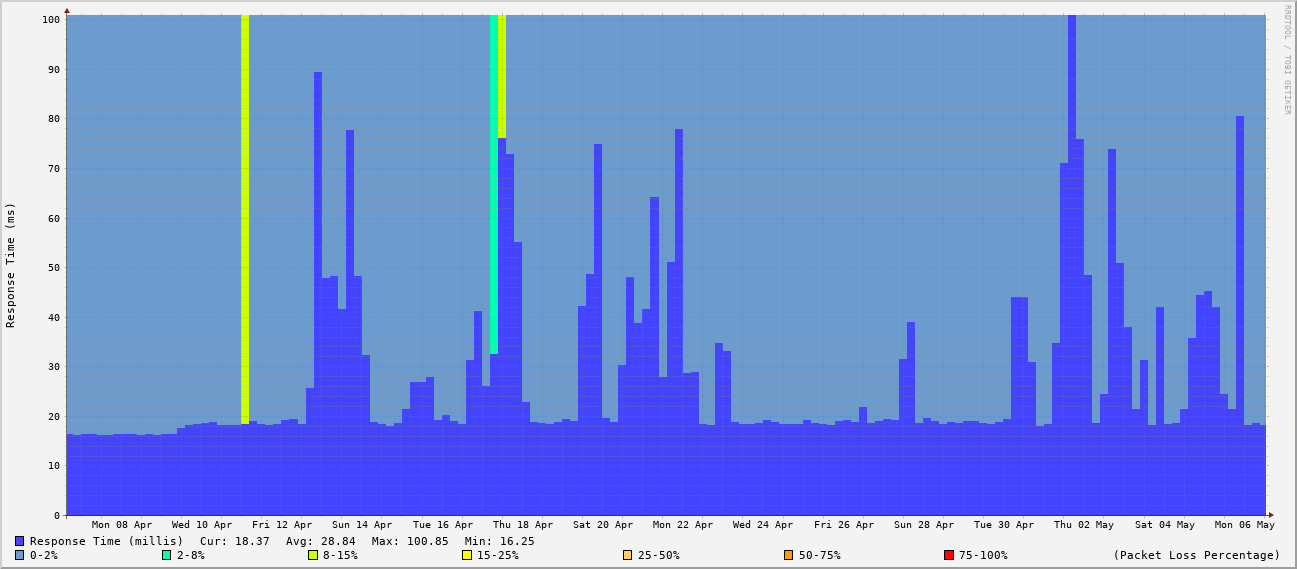 100
90
80
70
60
50
40
30
20
10
0
Response Time (ms)
RRDTOOL / TOBI OETIKER
Mon 08 Apr Wed 10 Apr Fri 12 Apr Sun 14 Apr Tue 16 Apr Thu 18 Apr Sat 20 Apr Mon 22 Apr Wed 24 Apr Fri 26 Apr Sun 28 Apr Tue 30 Apr Thu 02 May Sat 04 May Mon 06 May
Response Time (millis) Cur: 18.37 Avg: 28.84 Max: 100.85 Min: 16.25
0-2% 2-8% 8-15% 15-25% 25-50% 50-75% 75-100% (Packet Loss Percentage)